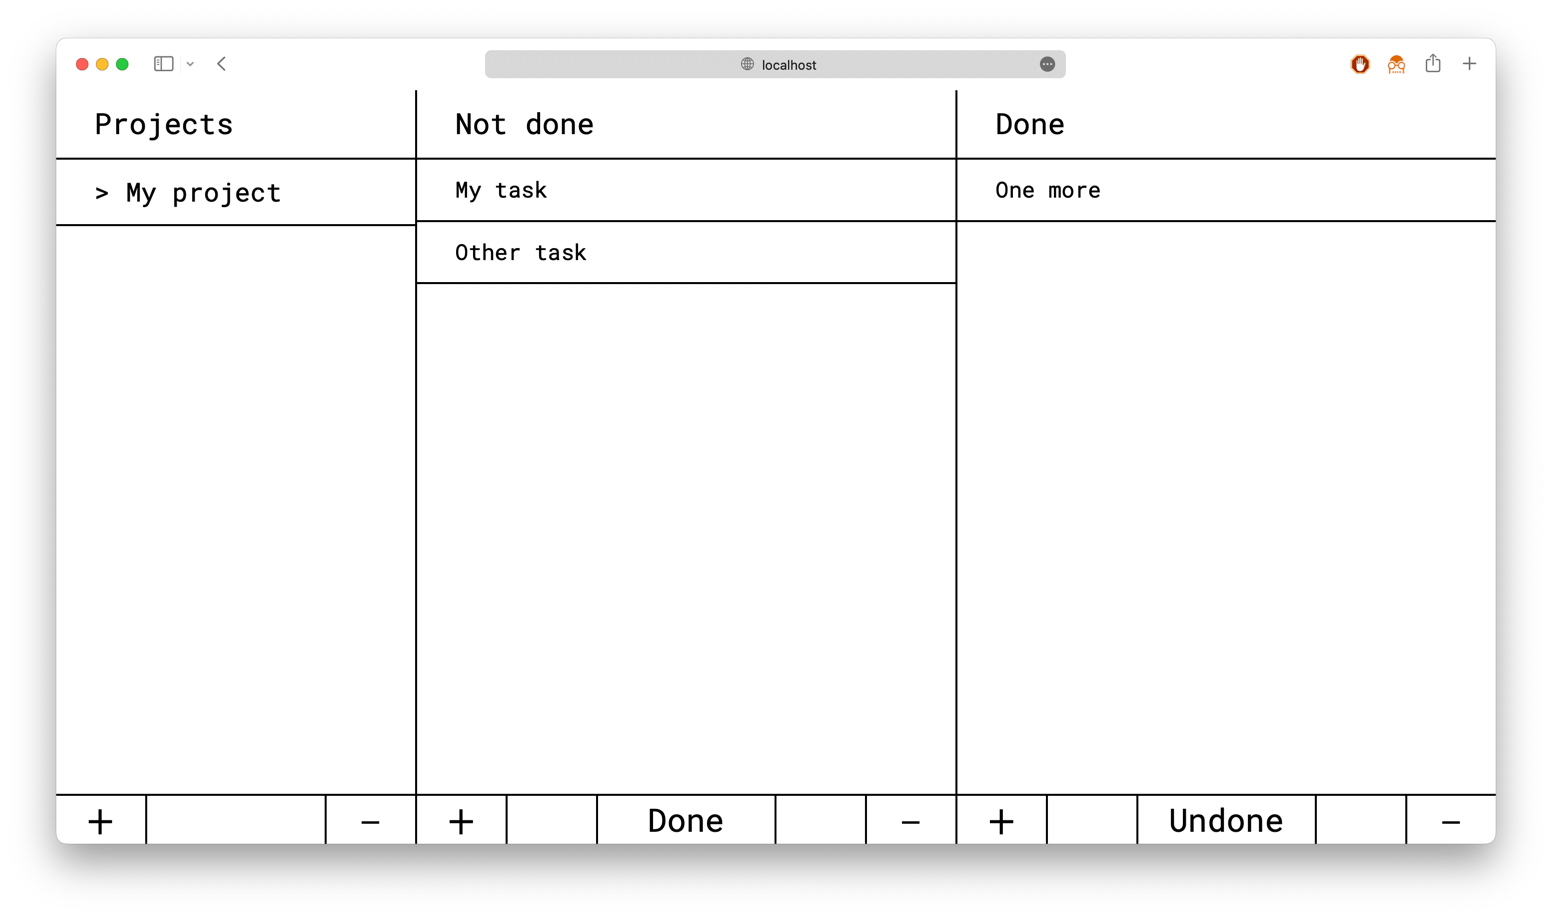 localhost
Projects
Not done
Done
> My project
My task
One more
Other task
+
–
+
Done
–
+
Undone
–